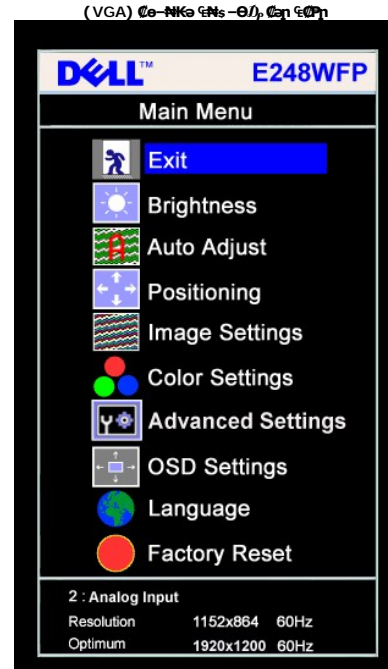 (VGA)
DELL™ E248WFP
Main Menu
Exit
Brightness
Auto Adjust
Positioning
Image Settings
Color Settings
Advanced Settings
OSD Settings
Language
Factory Reset
2 : Analog Input
Resolution 1152x864 60Hz
Optimum 1920x1200 60Hz